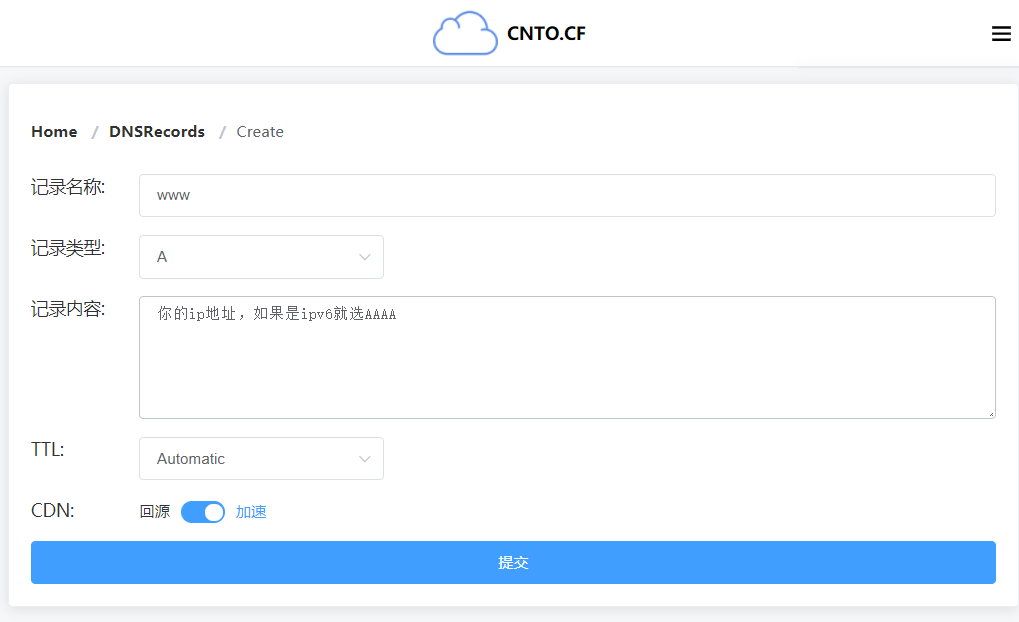 CNTO.CF
Home / DNSRecords / Create
记录名称: www
记录类型: A
记录内容: 你的ip地址，如果是ipv6就选AAAA
TTL: Automatic
CDN: 回源 加速
提交